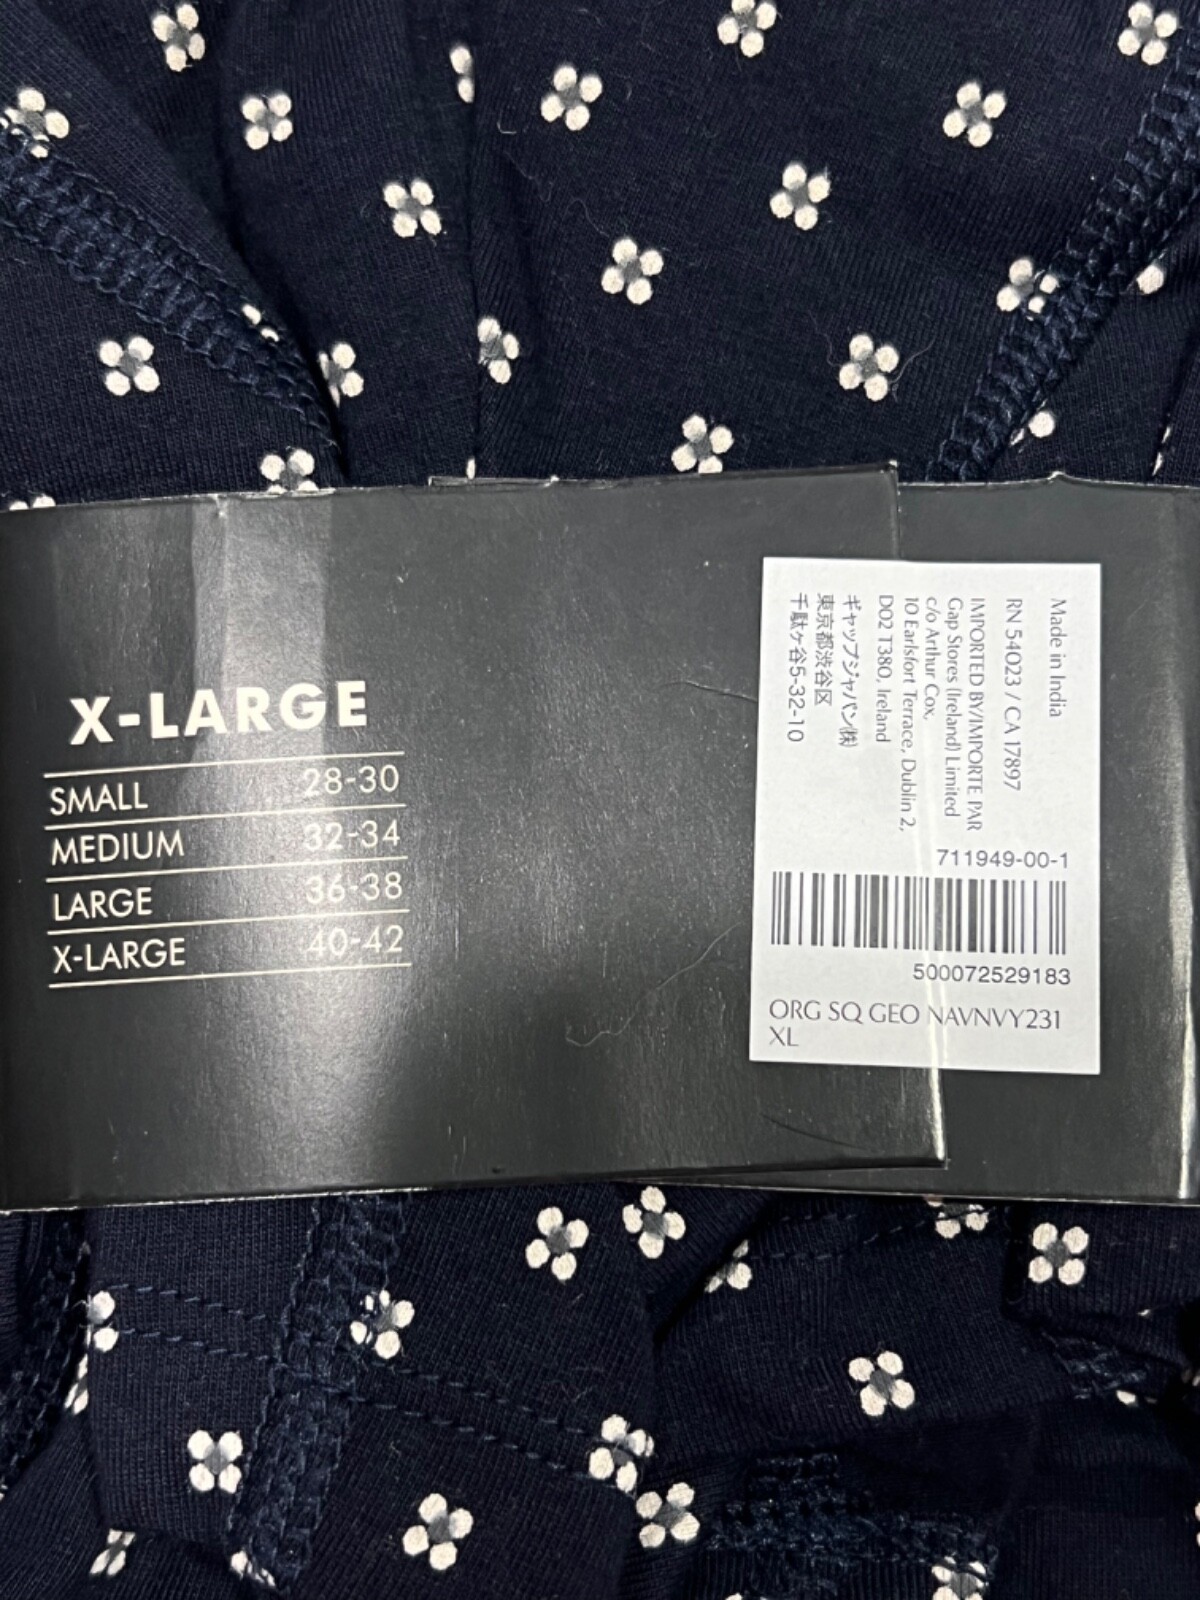 X-LARGE
SMALL 28-30
MEDIUM 32-34
LARGE 36-38
X-LARGE 40-42
Made in India
RN 54023 / CA 17897
IMPORTED BY/IMPORTE PAR
Gap Stores (Ireland) Limited
c/o Arthur Cox,
10 Earlsfort Terrace, Dublin 2,
DO2 T380, Ireland
ギャップジャパン㈱
東京都渋谷区
千駄ヶ谷5-32-10
711949-00-1
500072529183
ORG SQ GEO NAVNVY231
XL